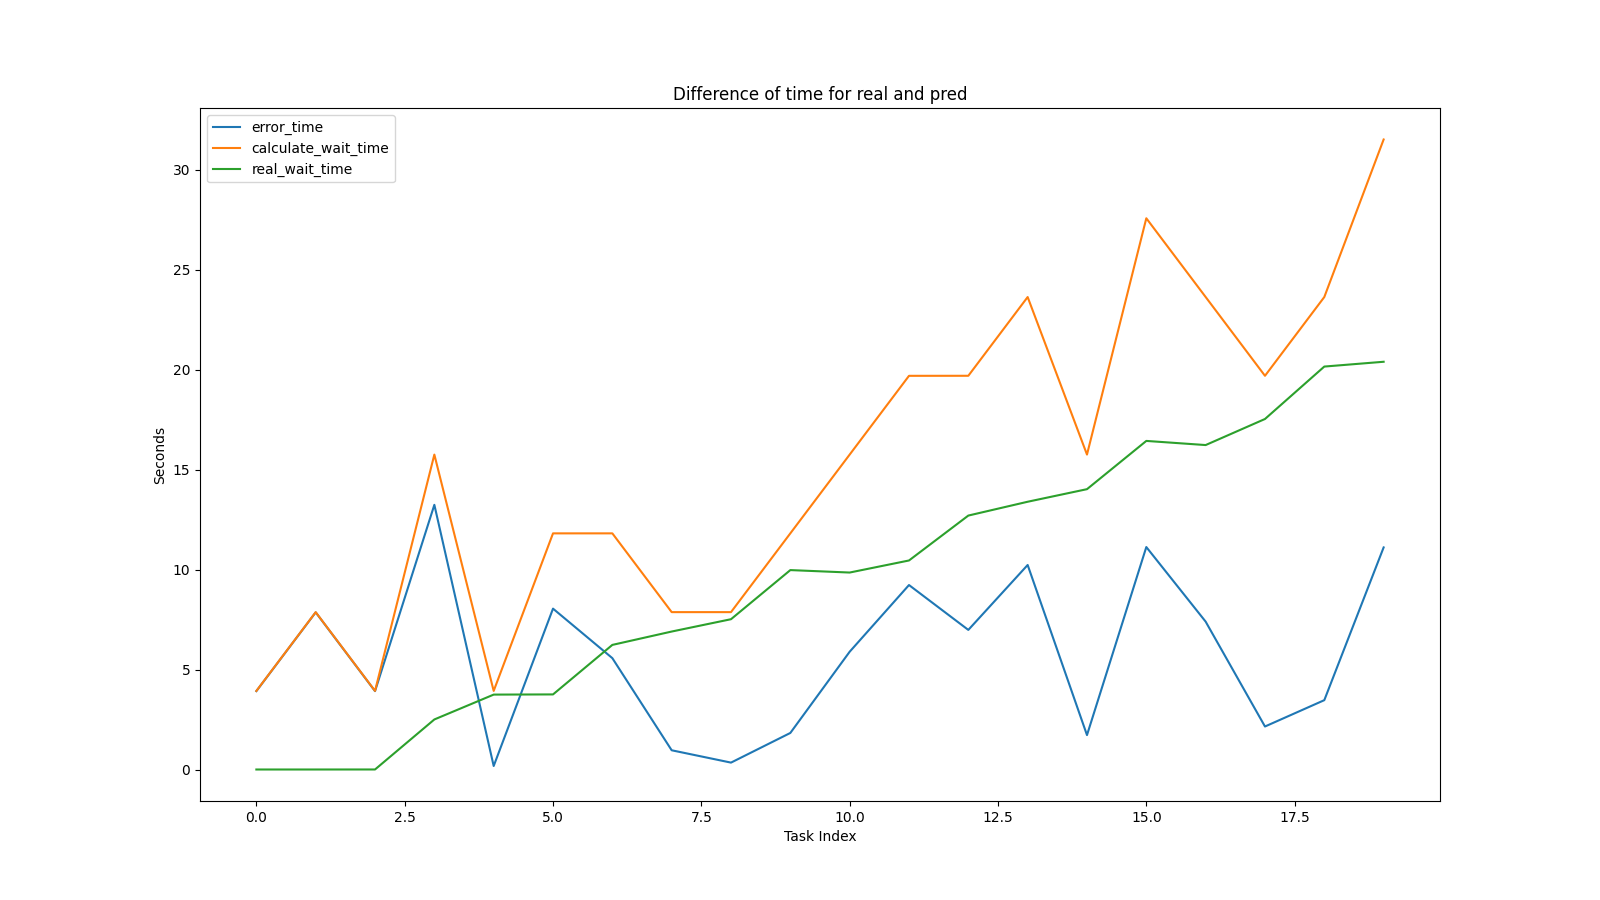 Difference of time for real and pred
error_time
calculate_wait_time
real_wait_time
30
25
20
15
10
5
0
Seconds
0.0 2.5 5.0 7.5 10.0 12.5 15.0 17.5
Task Index